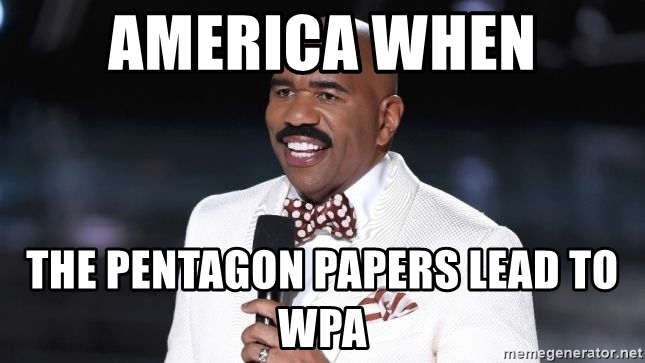 AMERICA WHEN
THE PENTAGON PAPERS LEAD TO
WPA
memegenerator.net